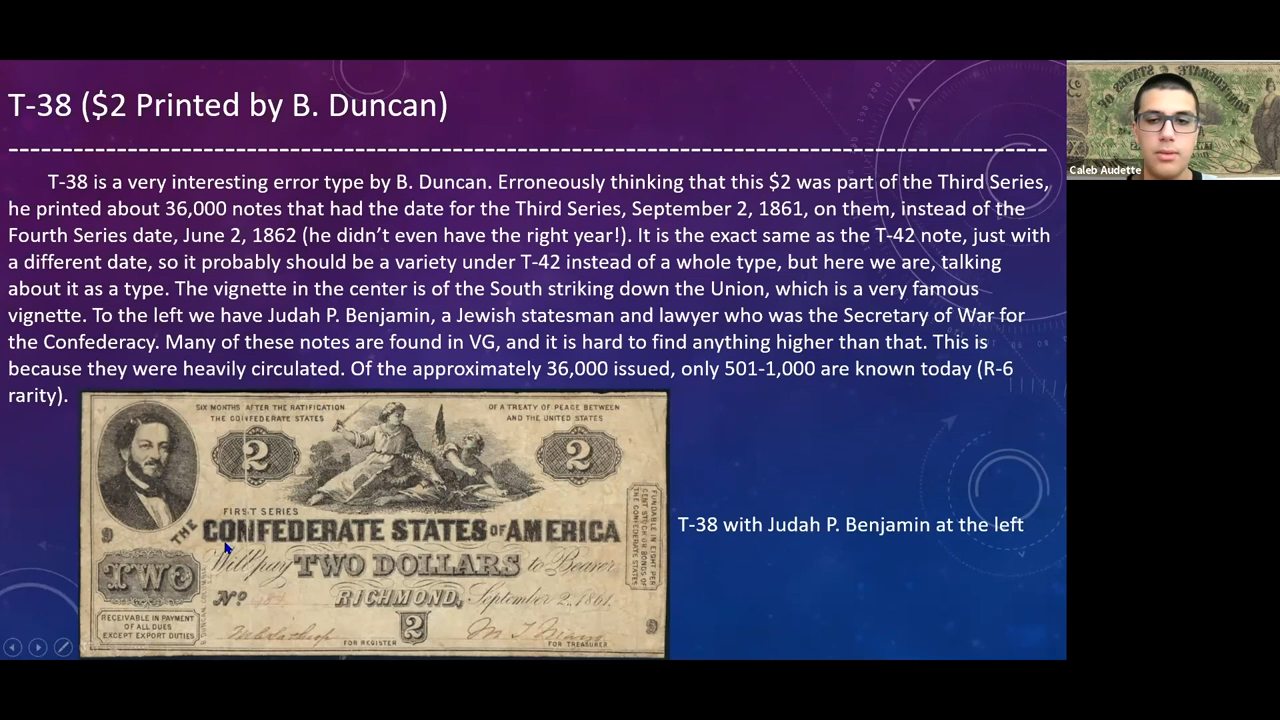 T-38 ($2 Printed by B. Duncan)
--------------------------------------------------------------------------------------------------
T-38 is a very interesting error type by B. Duncan. Erroneously thinking that this $2 was part of the Third Series,
he printed about 36,000 notes that had the date for the Third Series, September 2, 1861, on them, instead of the
Fourth Series date, June 2, 1862 (he didn’t even have the right year!). It is the exact same as the T-42 note, just with
a different date, so it probably should be a variety under T-42 instead of a whole type, but here we are, talking
about it as a type. The vignette in the center is of the South striking down the Union, which is a very famous
vignette. To the left we have Judah P. Benjamin, a Jewish statesman and lawyer who was the Secretary of War for
the Confederacy. Many of these notes are found in VG, and it is hard to find anything higher than that. This is
because they were heavily circulated. Of the approximately 36,000 issued, only 501-1,000 are known today (R-6
rarity).
SIX MONTHS AFTER THE RATIFICATION
OF A TREATY OF PEACE BETWEEN
THE CONFEDERATE STATES
AND THE UNITED STATES
2
2
FIRST SERIES
THE CONFEDERATE STATES OF AMERICA
Will pay TWO DOLLARS to Bearer
TWO
No
RICHMOND, September 2, 1861.
RECEIVABLE IN PAYMENT
OF ALL DUES
EXCEPT EXPORT DUTIES
FOR REGISTER
2
FOR TREASURER
FUNDABLE IN EIGHT PER
CENT STOCK OR BONDS OF
THE CONFEDERATE STATES
T-38 with Judah P. Benjamin at the left
Caleb Audette